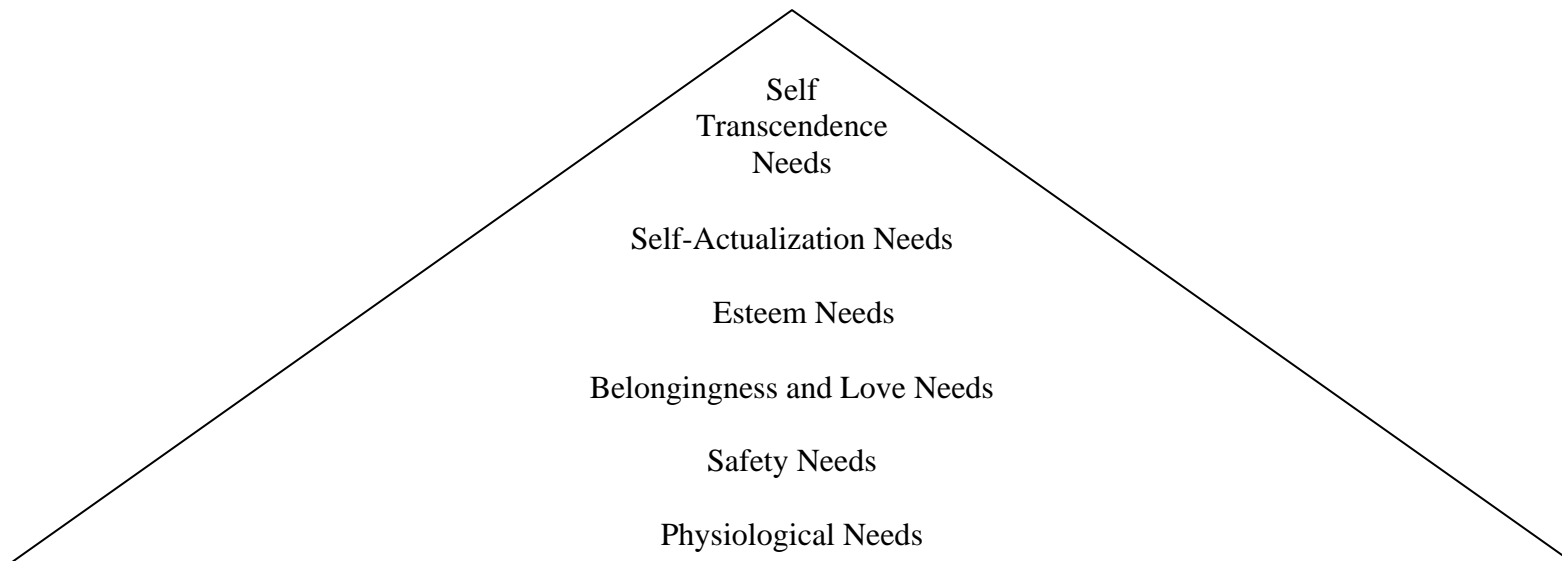 Self
Transcendence
Needs
Self-Actualization Needs
Esteem Needs
Belongingness and Love Needs
Safety Needs
Physiological Needs